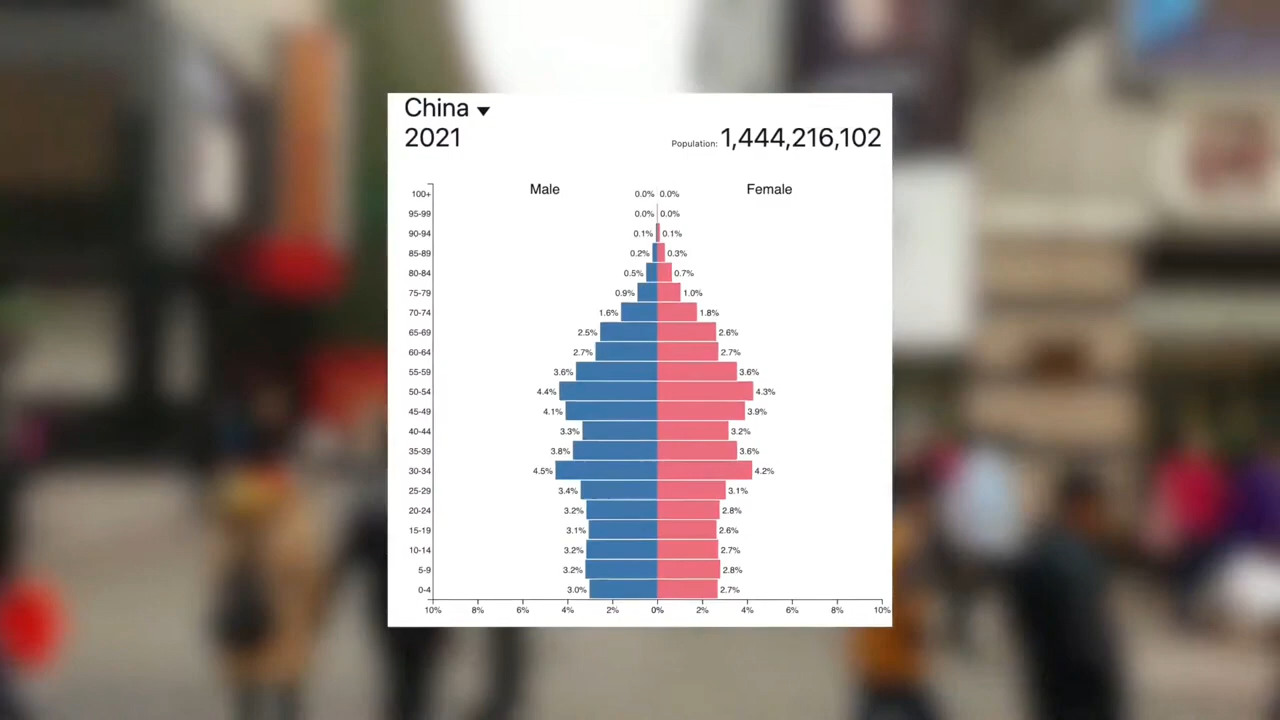 China
2021
Population: 1,444,216,102
Male Female
100+ 0.0% 0.0%
95-99 0.0% 0.0%
90-94 0.1% 0.1%
85-89 0.2% 0.3%
80-84 0.5% 0.7%
75-79 0.9% 1.0%
70-74 1.6% 1.8%
65-69 2.5% 2.6%
60-64 2.7% 2.7%
55-59 3.6% 3.6%
50-54 4.4% 4.3%
45-49 4.1% 3.9%
40-44 3.3% 3.2%
35-39 3.8% 3.6%
30-34 4.5% 4.2%
25-29 3.4% 3.1%
20-24 3.2% 2.8%
15-19 3.1% 2.6%
10-14 3.2% 2.7%
5-9 3.2% 2.8%
0-4 3.0% 2.7%
10% 8% 6% 4% 2% 0% 2% 4% 6% 8% 10%